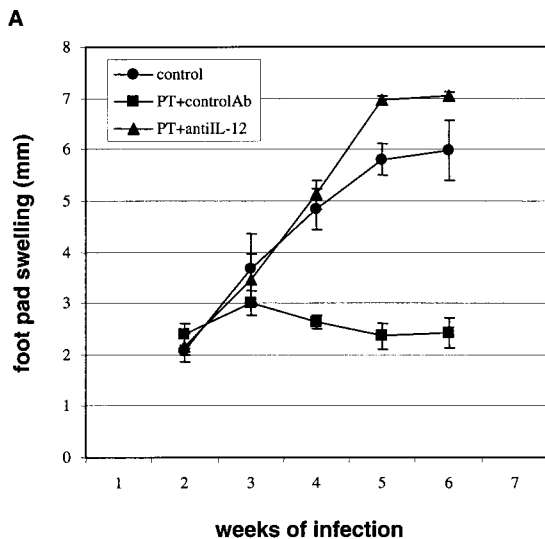 A
8
7
6
5
4
3
2
1
0
foot pad swelling (mm)
control
PT+controlAb
PT+antiIL-12
1 2 3 4 5 6 7
weeks of infection